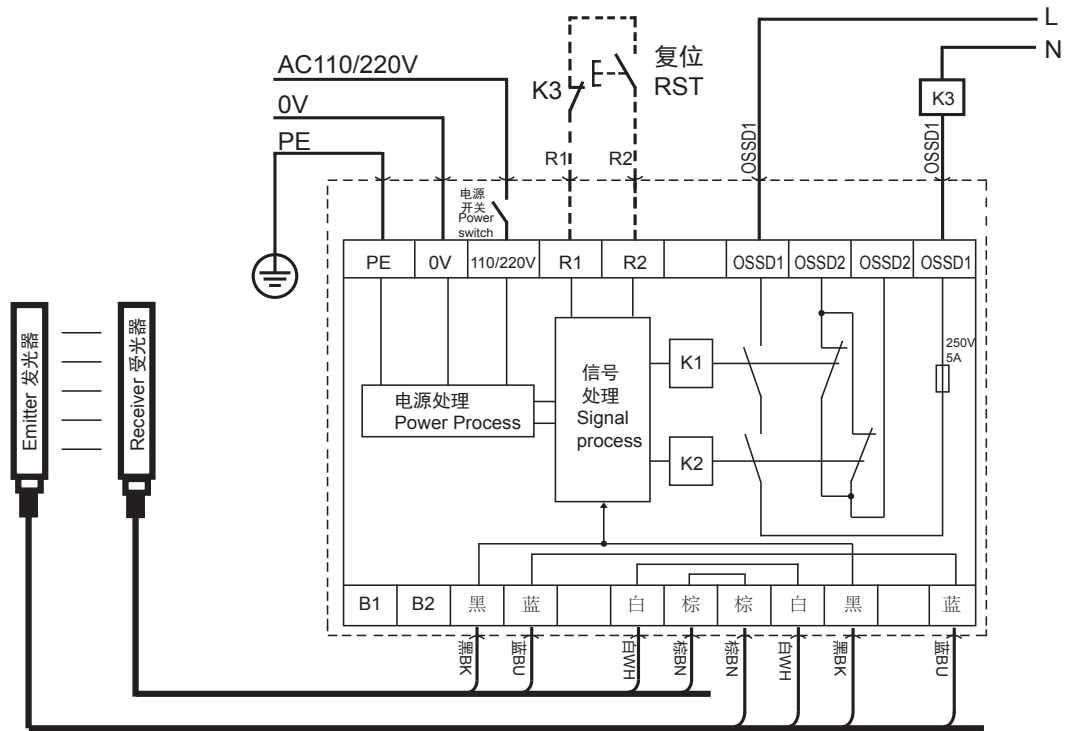 L
N
AC110/220V
0V
PE
K3
复位
RST
K3
R1
R2
OSSD1
OSSD1
电源
开关
Power
switch
PE
0V
110/220V
R1
R2
OSSD1
OSSD2
OSSD2
OSSD1
Emitter 发光器
Receiver 受光器
电源处理
Power Process
信号
处理
Signal
process
K1
K2
250V
5A
B1
B2
黑
蓝
白
棕
棕
白
黑
蓝
黑BK
蓝BU
白WH
棕BN
棕BN
白WH
黑BK
蓝BU